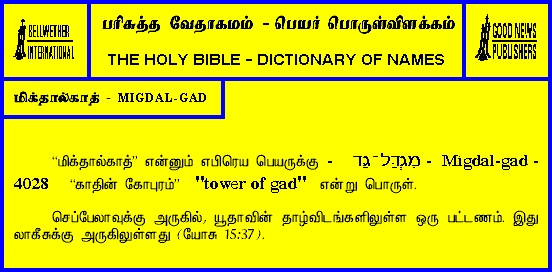 BELLWETHER
INTERNATIONAL
பரிசுத்த வேதாகமம் - பெயர் பொருள்விளக்கம்
THE HOLY BIBLE - DICTIONARY OF NAMES
GOOD NEWS
PUBLISHERS
மிக்தால்காத் - MIGDAL-GAD
“மிக்தால்காத்” என்னும் எபிரெய பெயருக்கு - מִגְדַּל־גַּד - Migdal-gad -
4028 “காதின் கோபுரம்” "tower of gad" என்று பொருள்.
செப்பேலாவுக்கு அருகில், யூதாவின் தாழ்விடங்களிலுள்ள ஒரு பட்டணம். இது
லாகீசுக்கு அருகிலுள்ளது (யோசு 15:37).